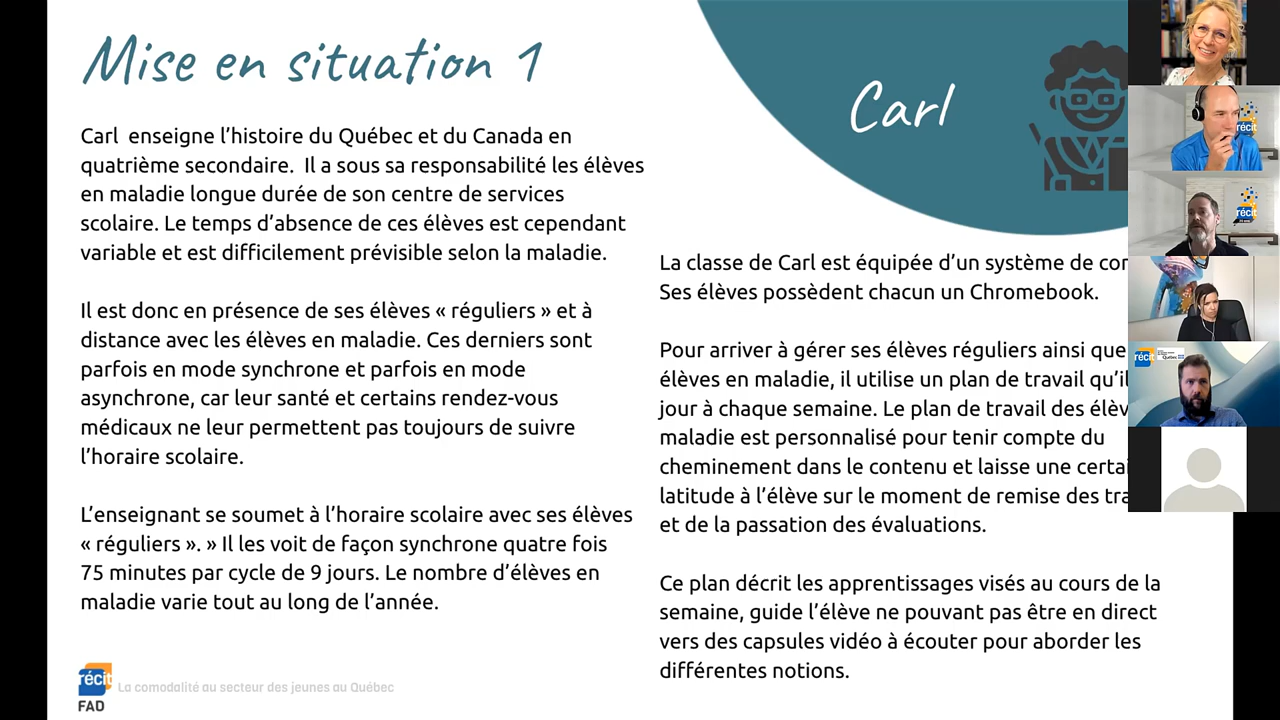 Mise en situation 1
Carl
Carl enseigne l’histoire du Québec et du Canada en
quatrième secondaire. Il a sous sa responsabilité les élèves
en maladie longue durée de son centre de services
scolaire. Le temps d’absence de ces élèves est cependant
variable et est difficilement prévisible selon la maladie.
Il est donc en présence de ses élèves « réguliers » et à
distance avec les élèves en maladie. Ces derniers sont
parfois en mode synchrone et parfois en mode
asynchrone, car leur santé et certains rendez-vous
médicaux ne leur permettent pas toujours de suivre
l’horaire scolaire.
L’enseignant se soumet à l’horaire scolaire avec ses élèves
« réguliers ». » Il les voit de façon synchrone quatre fois
75 minutes par cycle de 9 jours. Le nombre d’élèves en
maladie varie tout au long de l’année.
La classe de Carl est équipée d’un système de
Ses élèves possèdent chacun un Chromebook.
Pour arriver à gérer ses élèves réguliers ainsi que
élèves en maladie, il utilise un plan de travail qu’il
jour à chaque semaine. Le plan de travail des
maladie est personnalisé pour tenir compte du
cheminement dans le contenu et laisse une
latitude à l’élève sur le moment de remise des
et de la passation des évaluations.
Ce plan décrit les apprentissages visés au cours de la
semaine, guide l’élève ne pouvant pas être en direct
vers des capsules vidéo à écouter pour aborder les
différentes notions.
récit
FAD
La comodalité au secteur des jeunes au Québec
récit
récit
récit
Québec